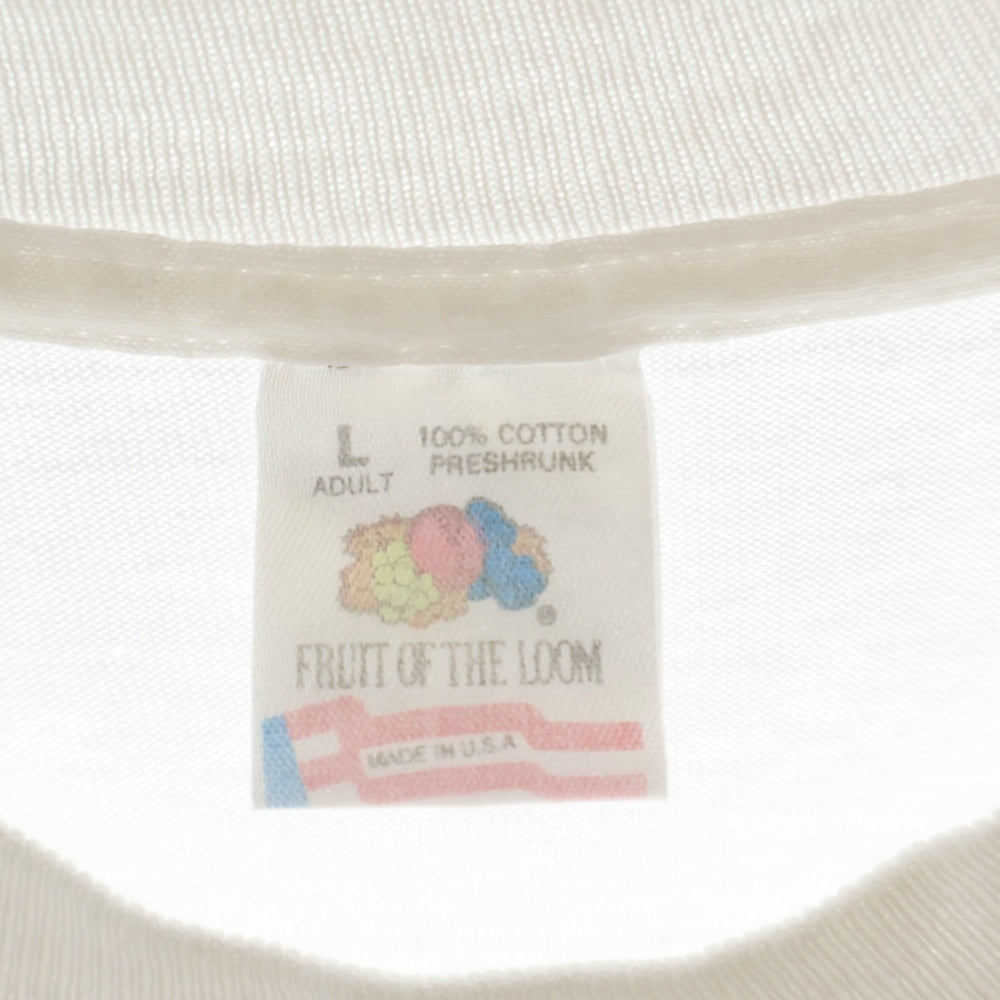 L
ADULT
100% COTTON
PRESHRUNK
®
FRUIT OF THE LOOM
MADE IN U.S.A